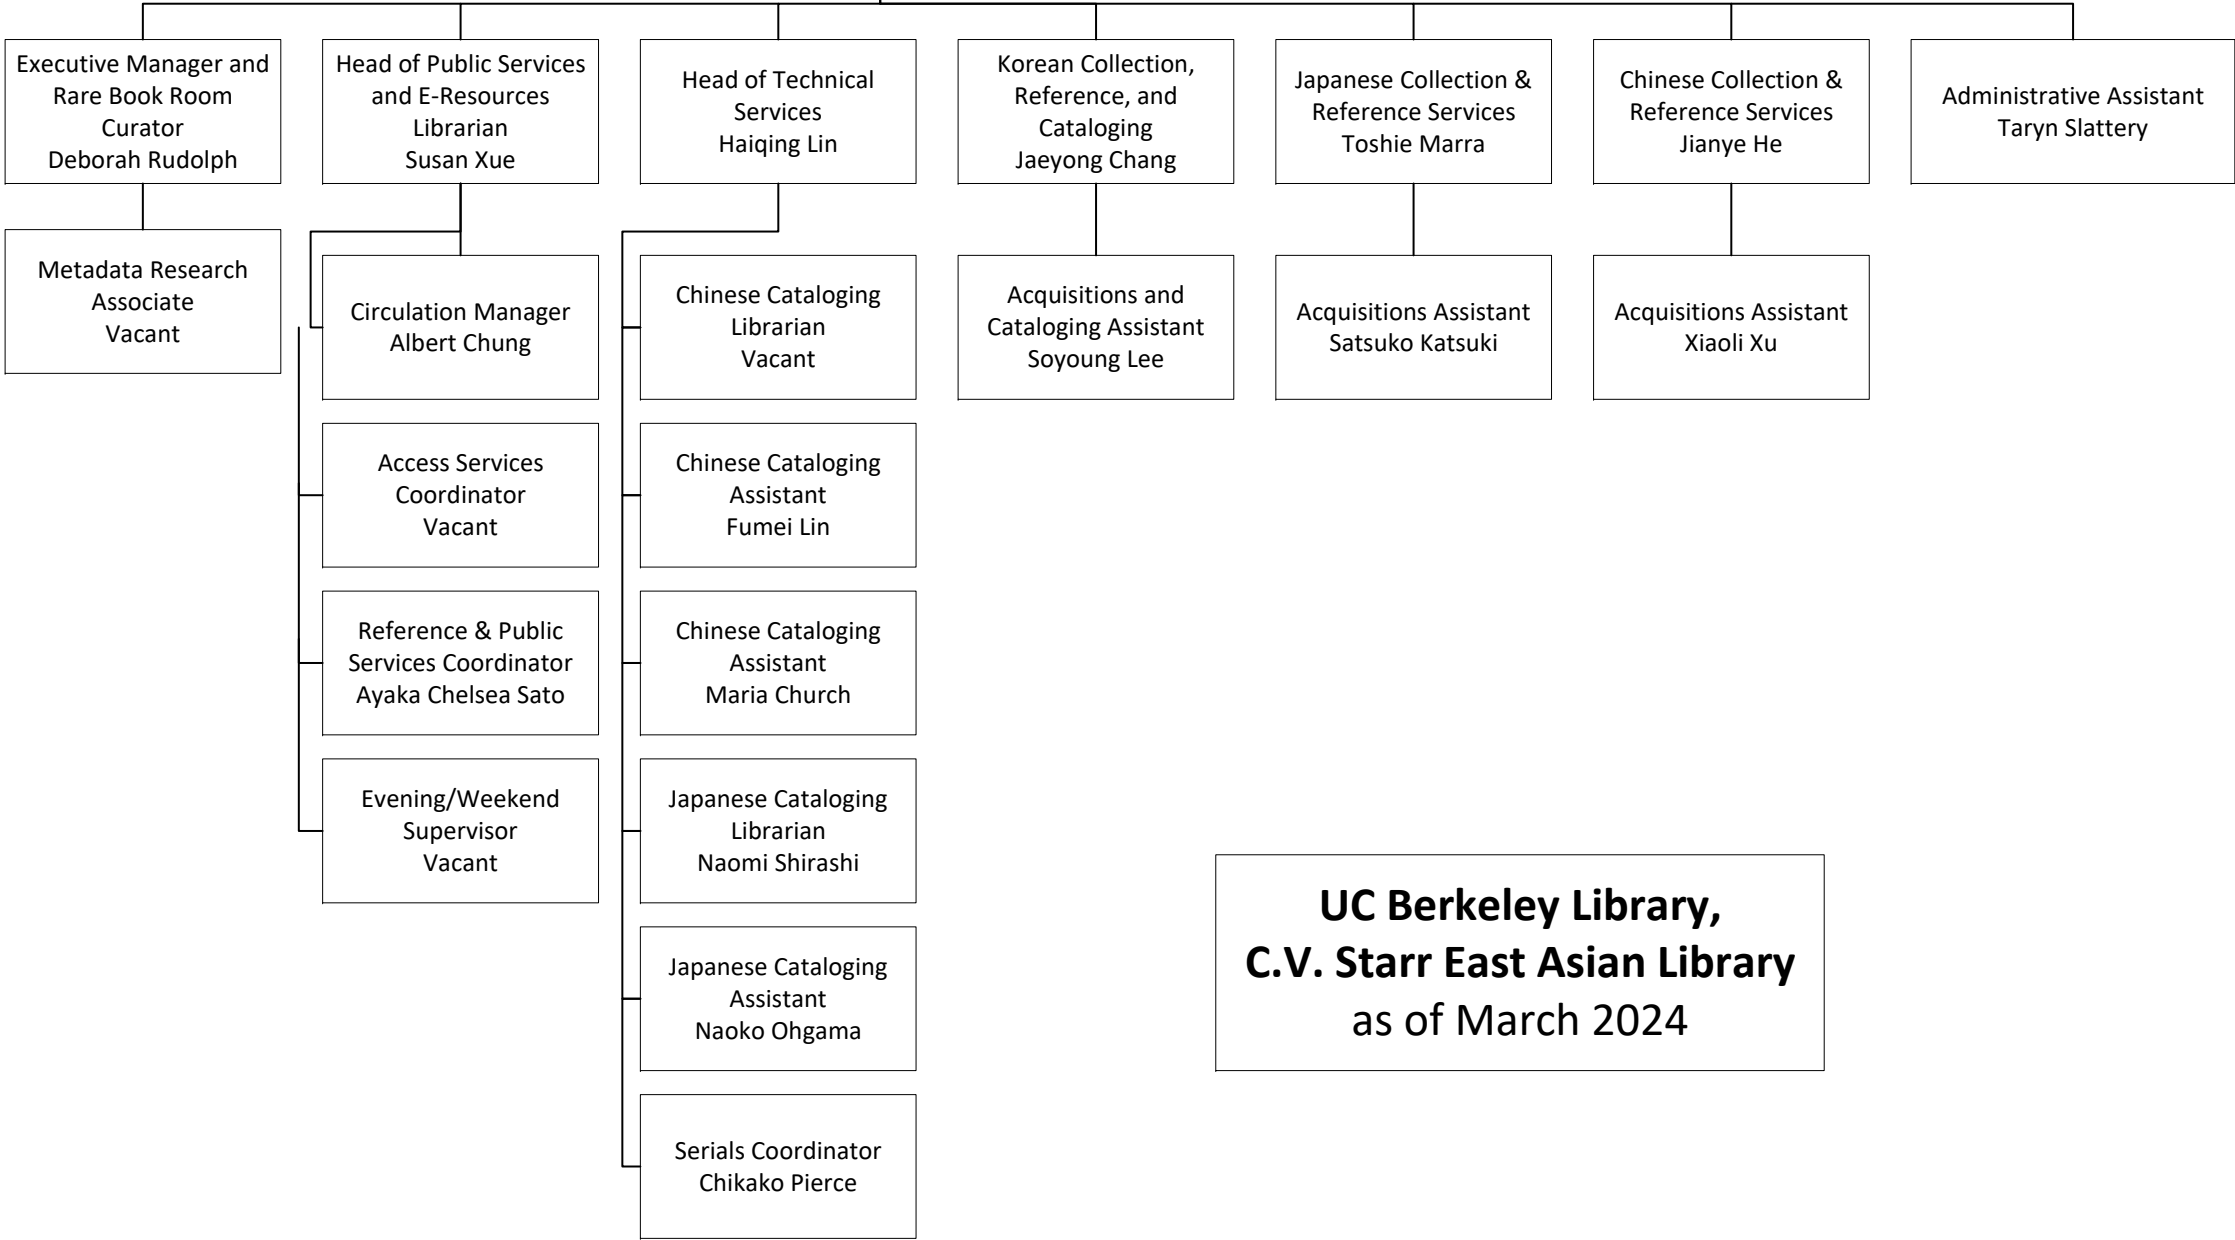 Executive Manager and
Rare Book Room
Curator
Deborah Rudolph
Head of Public Services
and E-Resources
Librarian
Susan Xue
Head of Technical
Services
Haiqing Lin
Korean Collection,
Reference, and
Cataloging
Jaeyong Chang
Japanese Collection &
Reference Services
Toshie Marra
Chinese Collection &
Reference Services
Jianye He
Administrative Assistant
Taryn Slattery
Metadata Research
Associate
Vacant
Circulation Manager
Albert Chung
Access Services
Coordinator
Vacant
Reference & Public
Services Coordinator
Ayaka Chelsea Sato
Evening/Weekend
Supervisor
Vacant
Chinese Cataloging
Librarian
Vacant
Chinese Cataloging
Assistant
Fumei Lin
Chinese Cataloging
Assistant
Maria Church
Japanese Cataloging
Librarian
Naomi Shirashi
Japanese Cataloging
Assistant
Naoko Ohgama
Serials Coordinator
Chikako Pierce
Acquisitions and
Cataloging Assistant
Soyoung Lee
Acquisitions Assistant
Satsuko Katsuki
Acquisitions Assistant
Xiaoli Xu
UC Berkeley Library,
C.V. Starr East Asian Library
as of March 2024